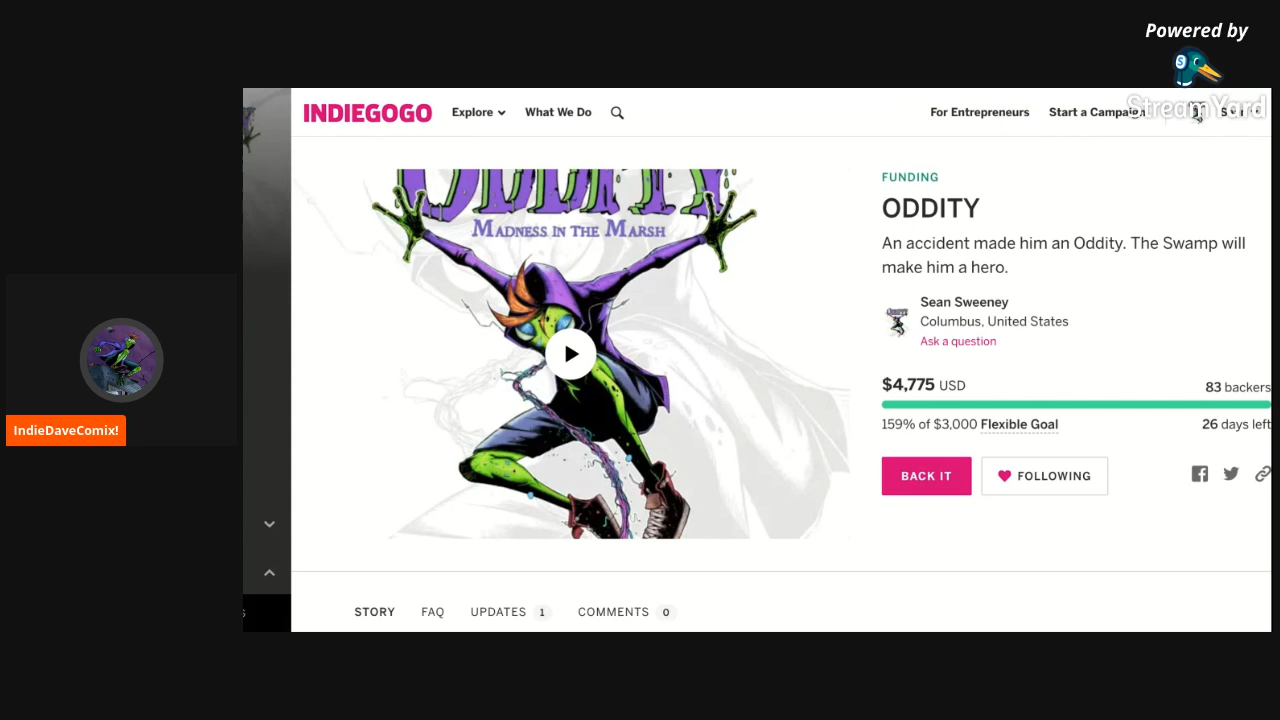 Powered by
StreamYard
INDIEGOGO
Explore
What We Do
For Entrepreneurs
Start a Campaign
ODDITY
MADNESS IN THE MARSH
FUNDING
ODDITY
An accident made him an Oddity. The Swamp will
make him a hero.
Sean Sweeney
Columbus, United States
Ask a question
$4,775 USD
83 backers
159% of $3,000 Flexible Goal
26 days left
BACK IT
FOLLOWING
IndieDaveComix!
STORY
FAQ
UPDATES 1
COMMENTS 0